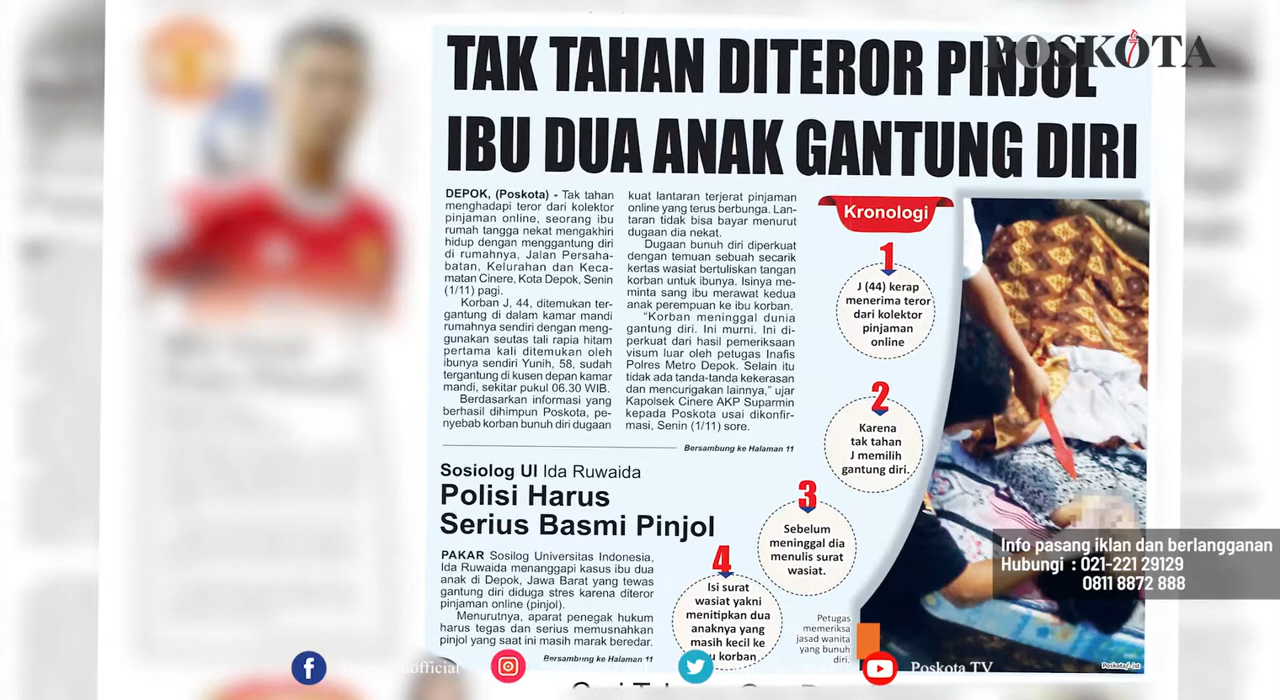 POSKOTA
TAK TAHAN DITEROR PINJOL
IBU DUA ANAK GANTUNG DIRI
DEPOK, (Poskota) - Tak tahan
menghadapi teror dari kolektor
pinjaman online, seorang ibu
rumah tangga nekat mengakhiri
hidup dengan menggantung diri
di rumahnya, Jalan Persaha-
batan, Kelurahan dan Keca-
matan Cinere, Kota Depok, Senin
(1/11) pagi.
Korban J, 44, ditemukan ter-
gantung di dalam kamar mandi
rumahnya sendiri dengan meng-
gunakan seutas tali rapia hitam
pertama kali ditemukan oleh
ibunya sendiri Yunih, 58, sudah
tergantung di kusen depan kamar
mandi, sekitar pukul 06.30 WIB.
Berdasarkan informasi yang
berhasil dihimpun Poskota, pe-
nyebab korban bunuh diri dugaan
kuat lantaran terjerat pinjaman
online yang terus berbunga. Lan-
taran tidak bisa bayar menurut
dugaan dia nekat.
Dugaan bunuh diri diperkuat
dengan temuan sebuah secarik
kertas wasiat bertuliskan tangan
korban untuk ibunya. Isinya me-
minta sang ibu merawat kedua
anak perempuan ke ibu korban.
“Korban meninggal dunia
gantung diri. Ini murni. Ini di-
perkuat dari hasil pemeriksaan
visum luar oleh petugas Inafis
Polres Metro Depok. Selain itu
tidak ada tanda-tanda kekerasan
dan mencurigakan lainnya,” ujar
Kapolsek Cinere AKP Suparmin
kepada Poskota usai dikonfir-
masi, Senin (1/11) sore.
Bersambung ke Halaman 11
Kronologi
1
J (44) kerap
menerima teror
dari kolektor
pinjaman
online
2
Karena
tak tahan
J memilih
gantung diri.
3
Sebelum
meninggal dia
menulis surat
wasiat.
4
Isi surat
wasiat yakni
menitipkan dua
anaknya yang
masih kecil ke
korban.
Sosiolog UI Ida Ruwaida
Polisi Harus
Serius Basmi Pinjol
PAKAR Sosilog Universitas Indonesia,
Ida Ruwaida menanggapi kasus ibu dua
anak di Depok, Jawa Barat yang tewas
gantung diri diduga stres karena diteror
pinjaman online (pinjol).
Menurutnya, aparat penegak hukum
harus tegas dan serius memusnahkan
pinjol yang saat ini masih marak beredar.
Bersambung ke Halaman 11
Petugas
memeriksa
jasad wanita
yang bunuh
diri.
Info pasang iklan dan berlangganan
Hubungi : 021-221 29129
0811 8872 888
Poskota TV